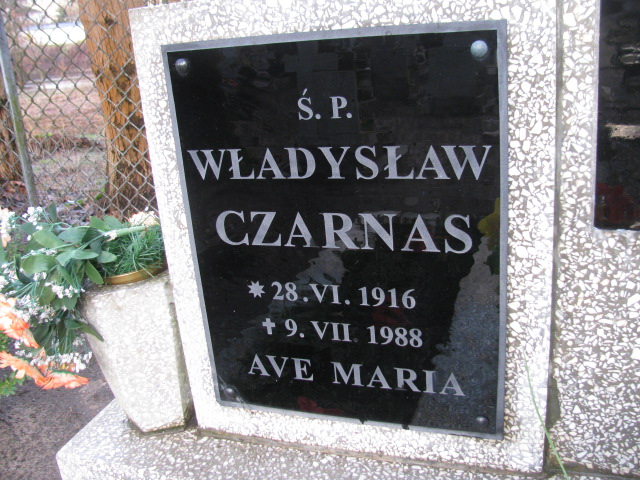 Ś. P.
WŁADYSŁAW
CZARNAS
* 28. VI. 1916
✝ 9. VII 1988
AVE MARIA